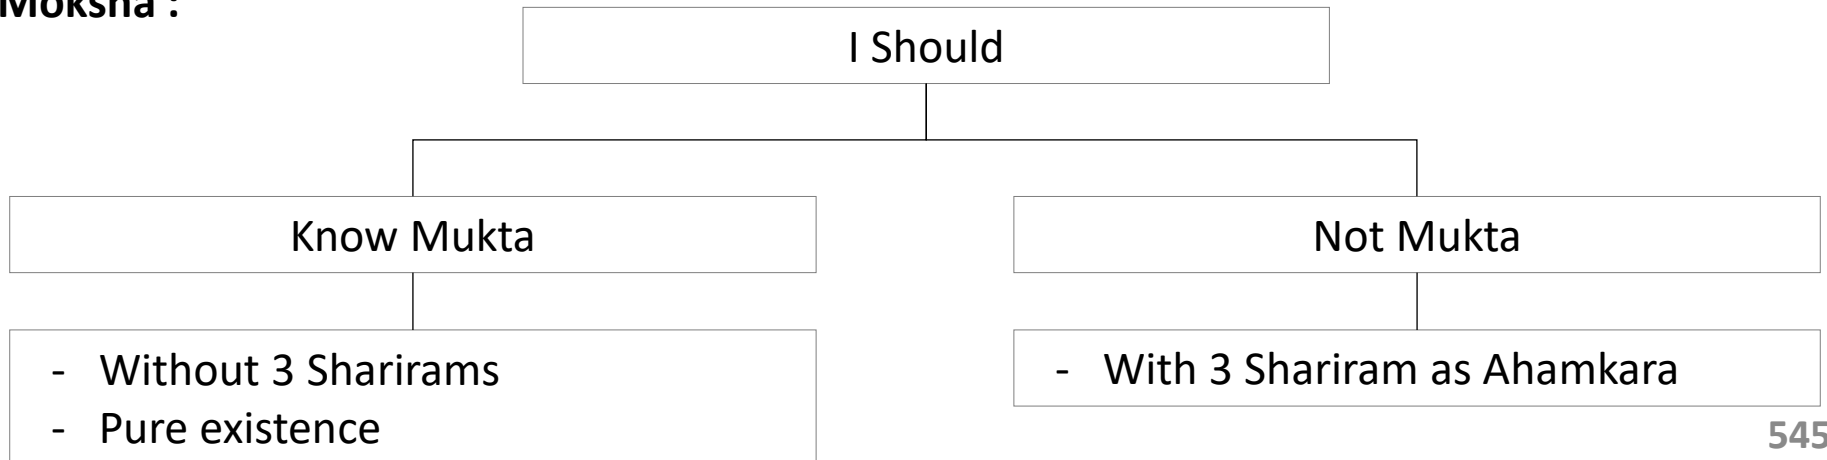 Moksha :
I Should
Know Mukta
Not Mukta
- Without 3 Sharirams
- Pure existence
- With 3 Shariram as Ahamkara
545